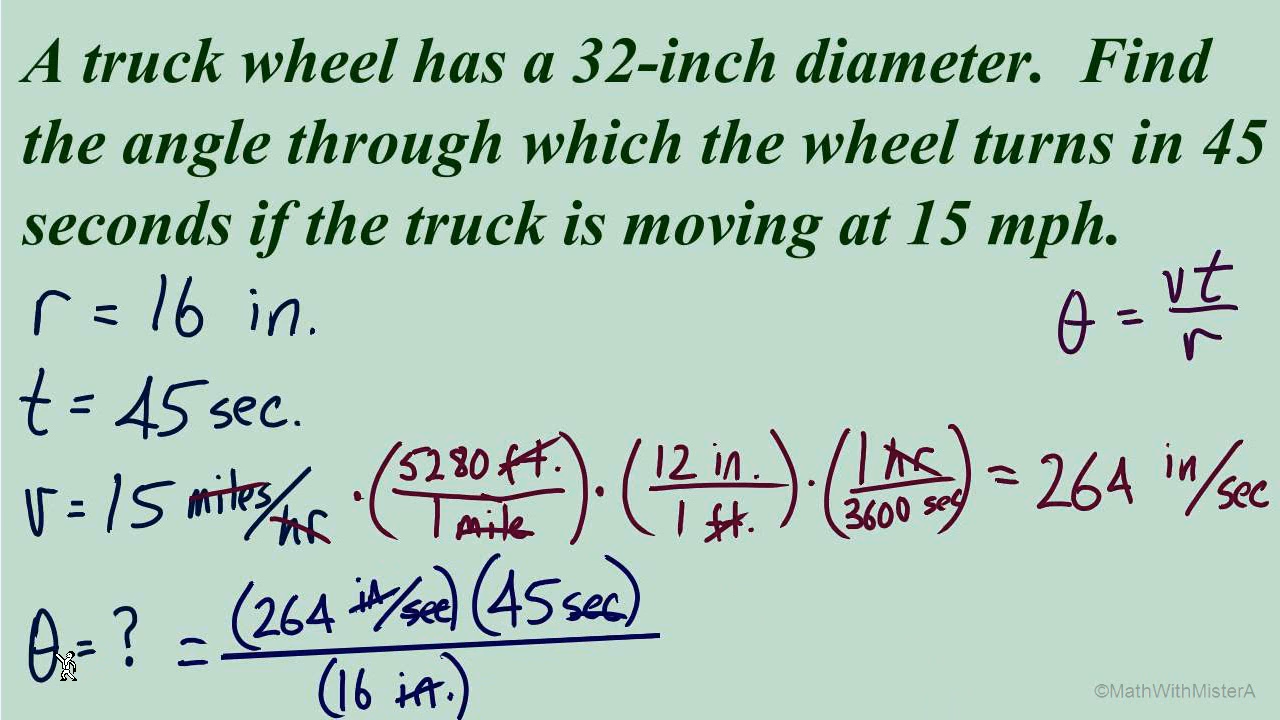 A truck wheel has a 32-inch diameter. Find
the angle through which the wheel turns in 45
seconds if the truck is moving at 15 mph.
r = 16 in.
θ = vt/r
t = 45 sec.
v = 15 miles/hr · (5280 ft./1 mile) · (12 in./1 ft.) · (1 hr/3600 sec) = 264 in/sec
θ = ? = (264 in/sec)(45 sec)/(16 in.)
©MathWithMisterA